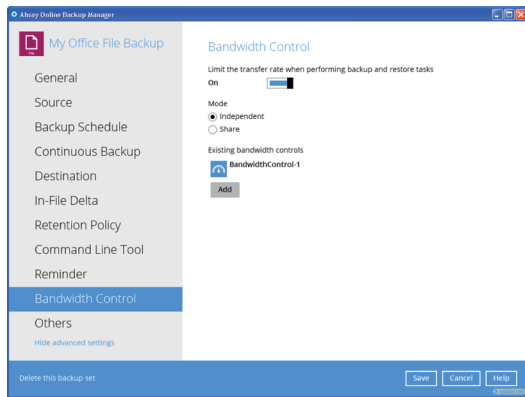 Ahsay Online Backup Manager
File
My Office File Backup
General
Source
Backup Schedule
Continuous Backup
Destination
In-File Delta
Retention Policy
Command Line Tool
Reminder
Bandwidth Control
Others
Hide advanced settings
Bandwidth Control
Limit the transfer rate when performing backup and restore tasks
On
Mode
Independent
Share
Existing bandwidth controls
BandwidthControl-1
Add
Delete this backup set
Save
Cancel
Help